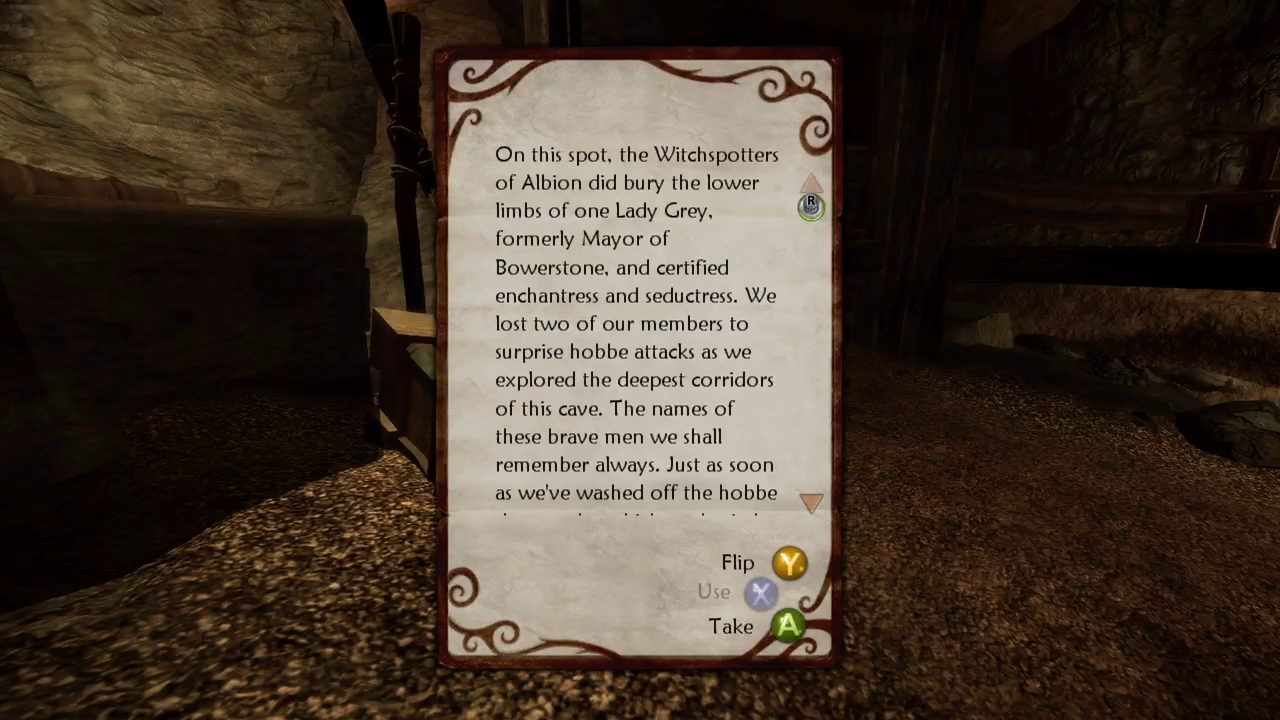 On this spot, the Witchspotters
of Albion did bury the lower
limbs of one Lady Grey,
formerly Mayor of
Bowerstone, and certified
enchantress and seductress. We
lost two of our members to
surprise hobbe attacks as we
explored the deepest corridors
of this cave. The names of
these brave men we shall
remember always. Just as soon
as we've washed off the hobbe
R
Flip Y
Use X
Take A